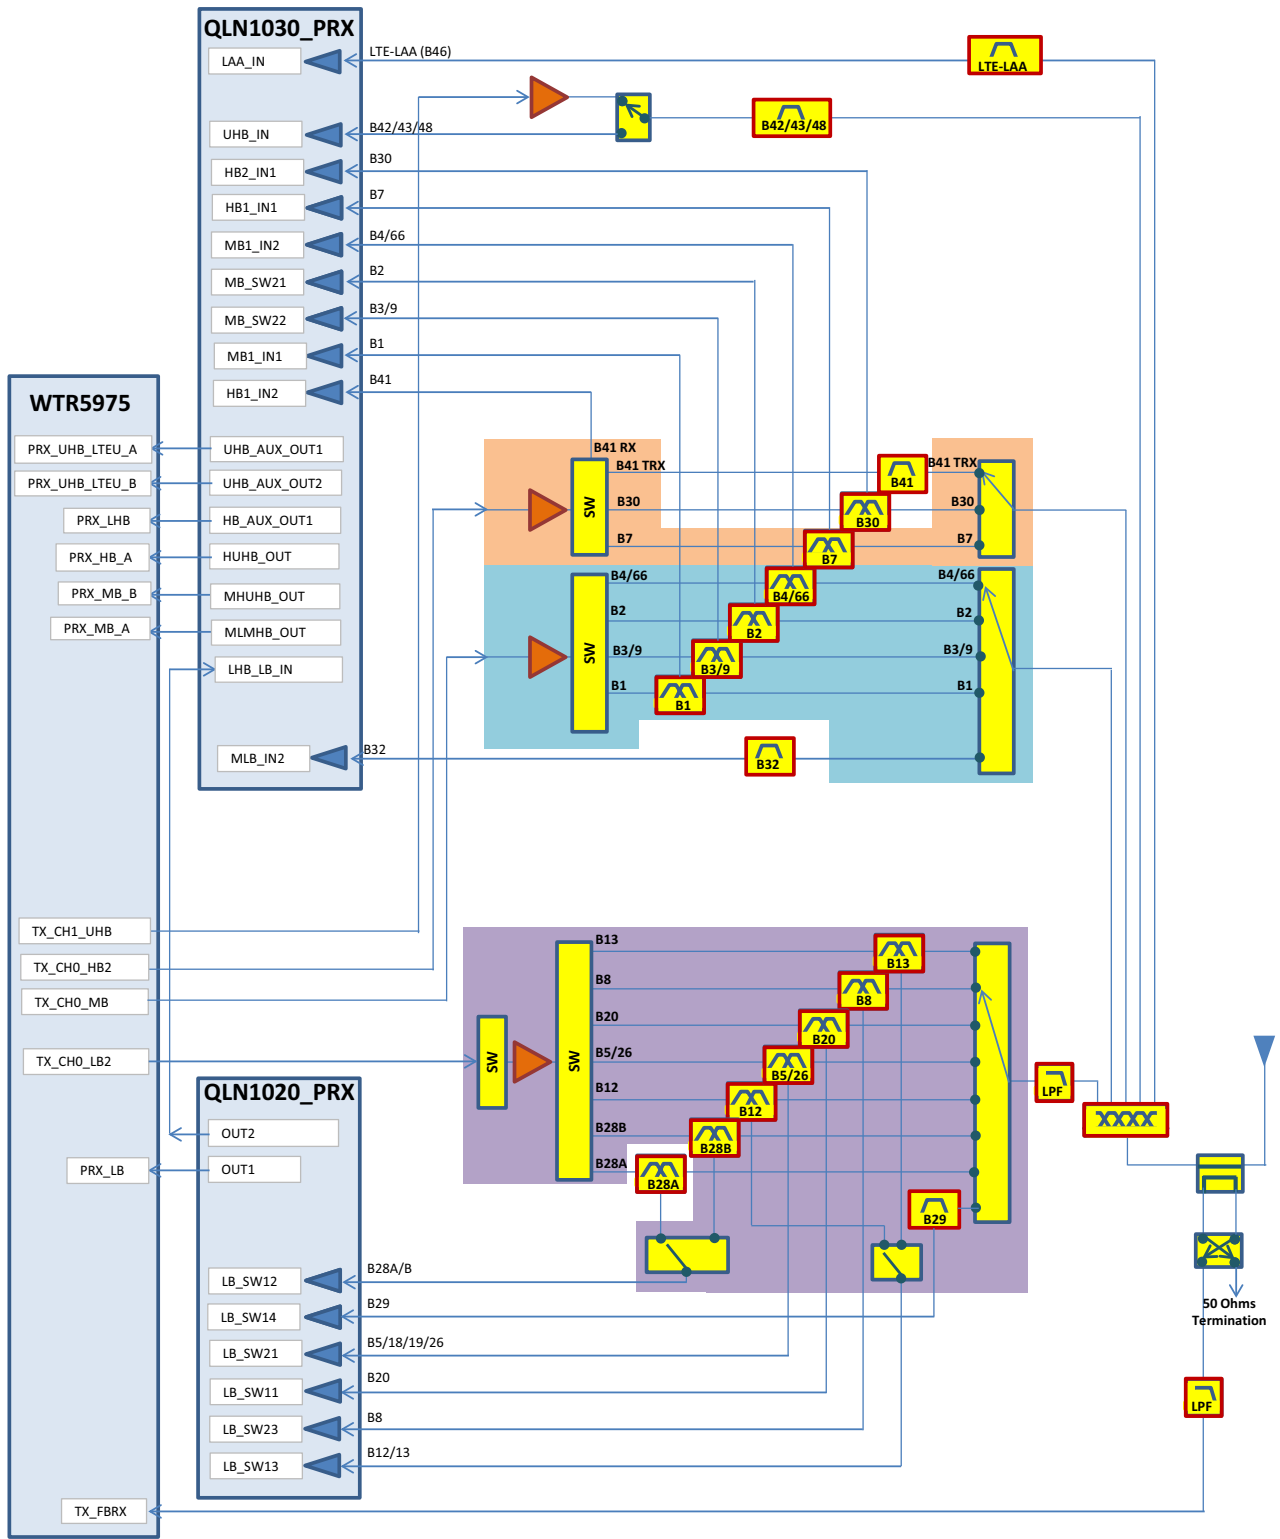 QLN1030_PRX
LAA_IN
LTE-LAA (B46)
LTE-LAA
UHB_IN
B42/43/48
B42/43/48
HB2_IN1
B30
HB1_IN1
B7
MB1_IN2
B4/66
MB_SW21
B2
MB_SW22
B3/9
MB1_IN1
B1
HB1_IN2
B41
WTR5975
PRX_UHB_LTEU_A
UHB_AUX_OUT1
PRX_UHB_LTEU_B
UHB_AUX_OUT2
PRX_LHB
HB_AUX_OUT1
PRX_HB_A
HUHB_OUT
PRX_MB_B
MHUHB_OUT
PRX_MB_A
MLMHB_OUT
LHB_LB_IN
MLB_IN2
B32
B32
B41 RX
B41 TRX
B41
B41 TRX
SW
B30
B30
B30
B7
B7
B7
B4/66
B4/66
B4/66
B2
B2
B2
SW
B3/9
B3/9
B3/9
B1
B1
B1
TX_CH1_UHB
TX_CH0_HB2
TX_CH0_MB
TX_CH0_LB2
B13
B13
B8
B8
B20
B20
SW
SW
B5/26
B5/26
B12
B12
B28B
B28B
B28A
B28A
B29
LPF
XXXX
QLN1020_PRX
OUT2
PRX_LB
OUT1
LB_SW12
B28A/B
LB_SW14
B29
LB_SW21
B5/18/19/26
LB_SW11
B20
LB_SW23
B8
LB_SW13
B12/13
50 Ohms
Termination
LPF
TX_FBRX